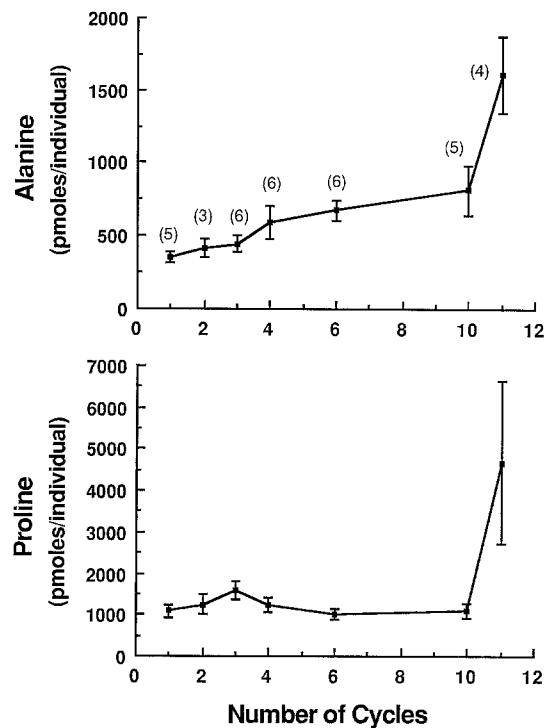 2000
1500
1000
500
0
Alanine
(pmoles/individual)
(5)
(3)
(6)
(6)
(6)
(5)
(4)
0 2 4 6 8 10 12
7000
6000
5000
4000
3000
2000
1000
0
Proline
(pmoles/individual)
0 2 4 6 8 10 12
Number of Cycles